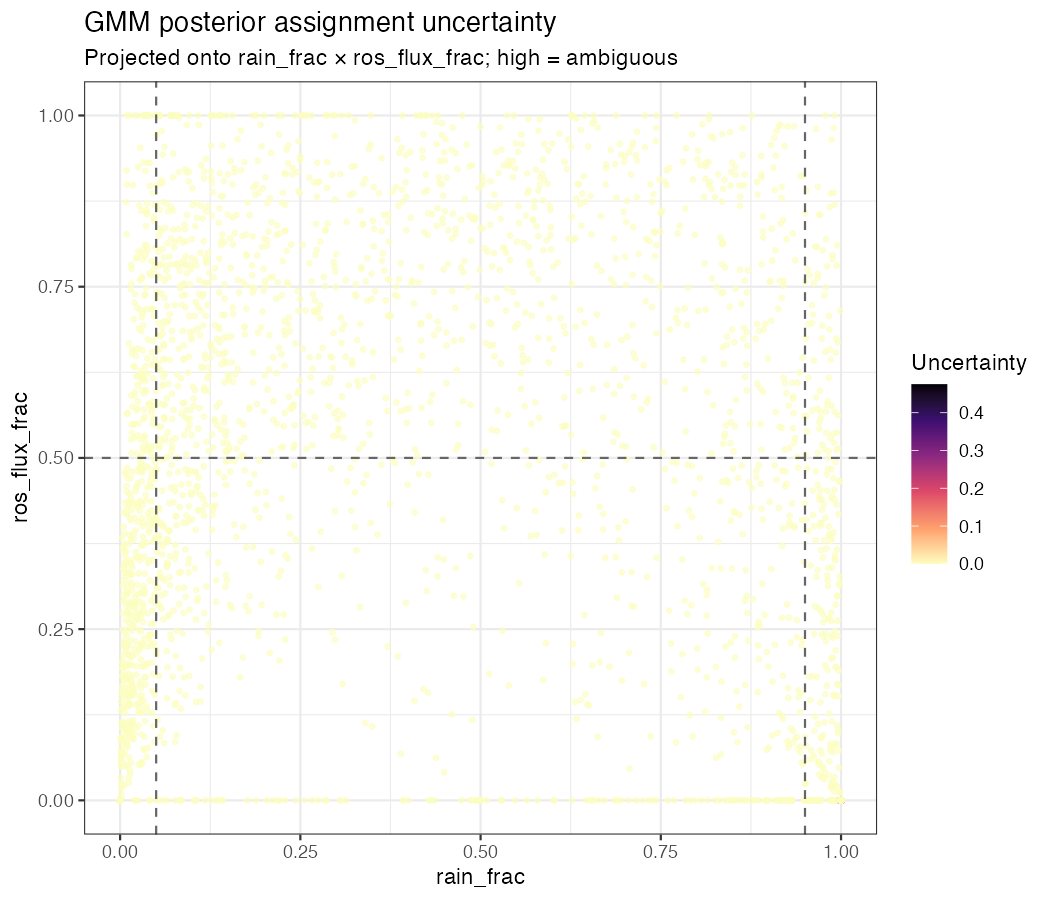 GMM posterior assignment uncertainty
Projected onto rain_frac × ros_flux_frac; high = ambiguous
1.00
0.75
0.50
0.25
0.00
ros_flux_frac
0.00 0.25 0.50 0.75 1.00
rain_frac
Uncertainty
0.4
0.3
0.2
0.1
0.0